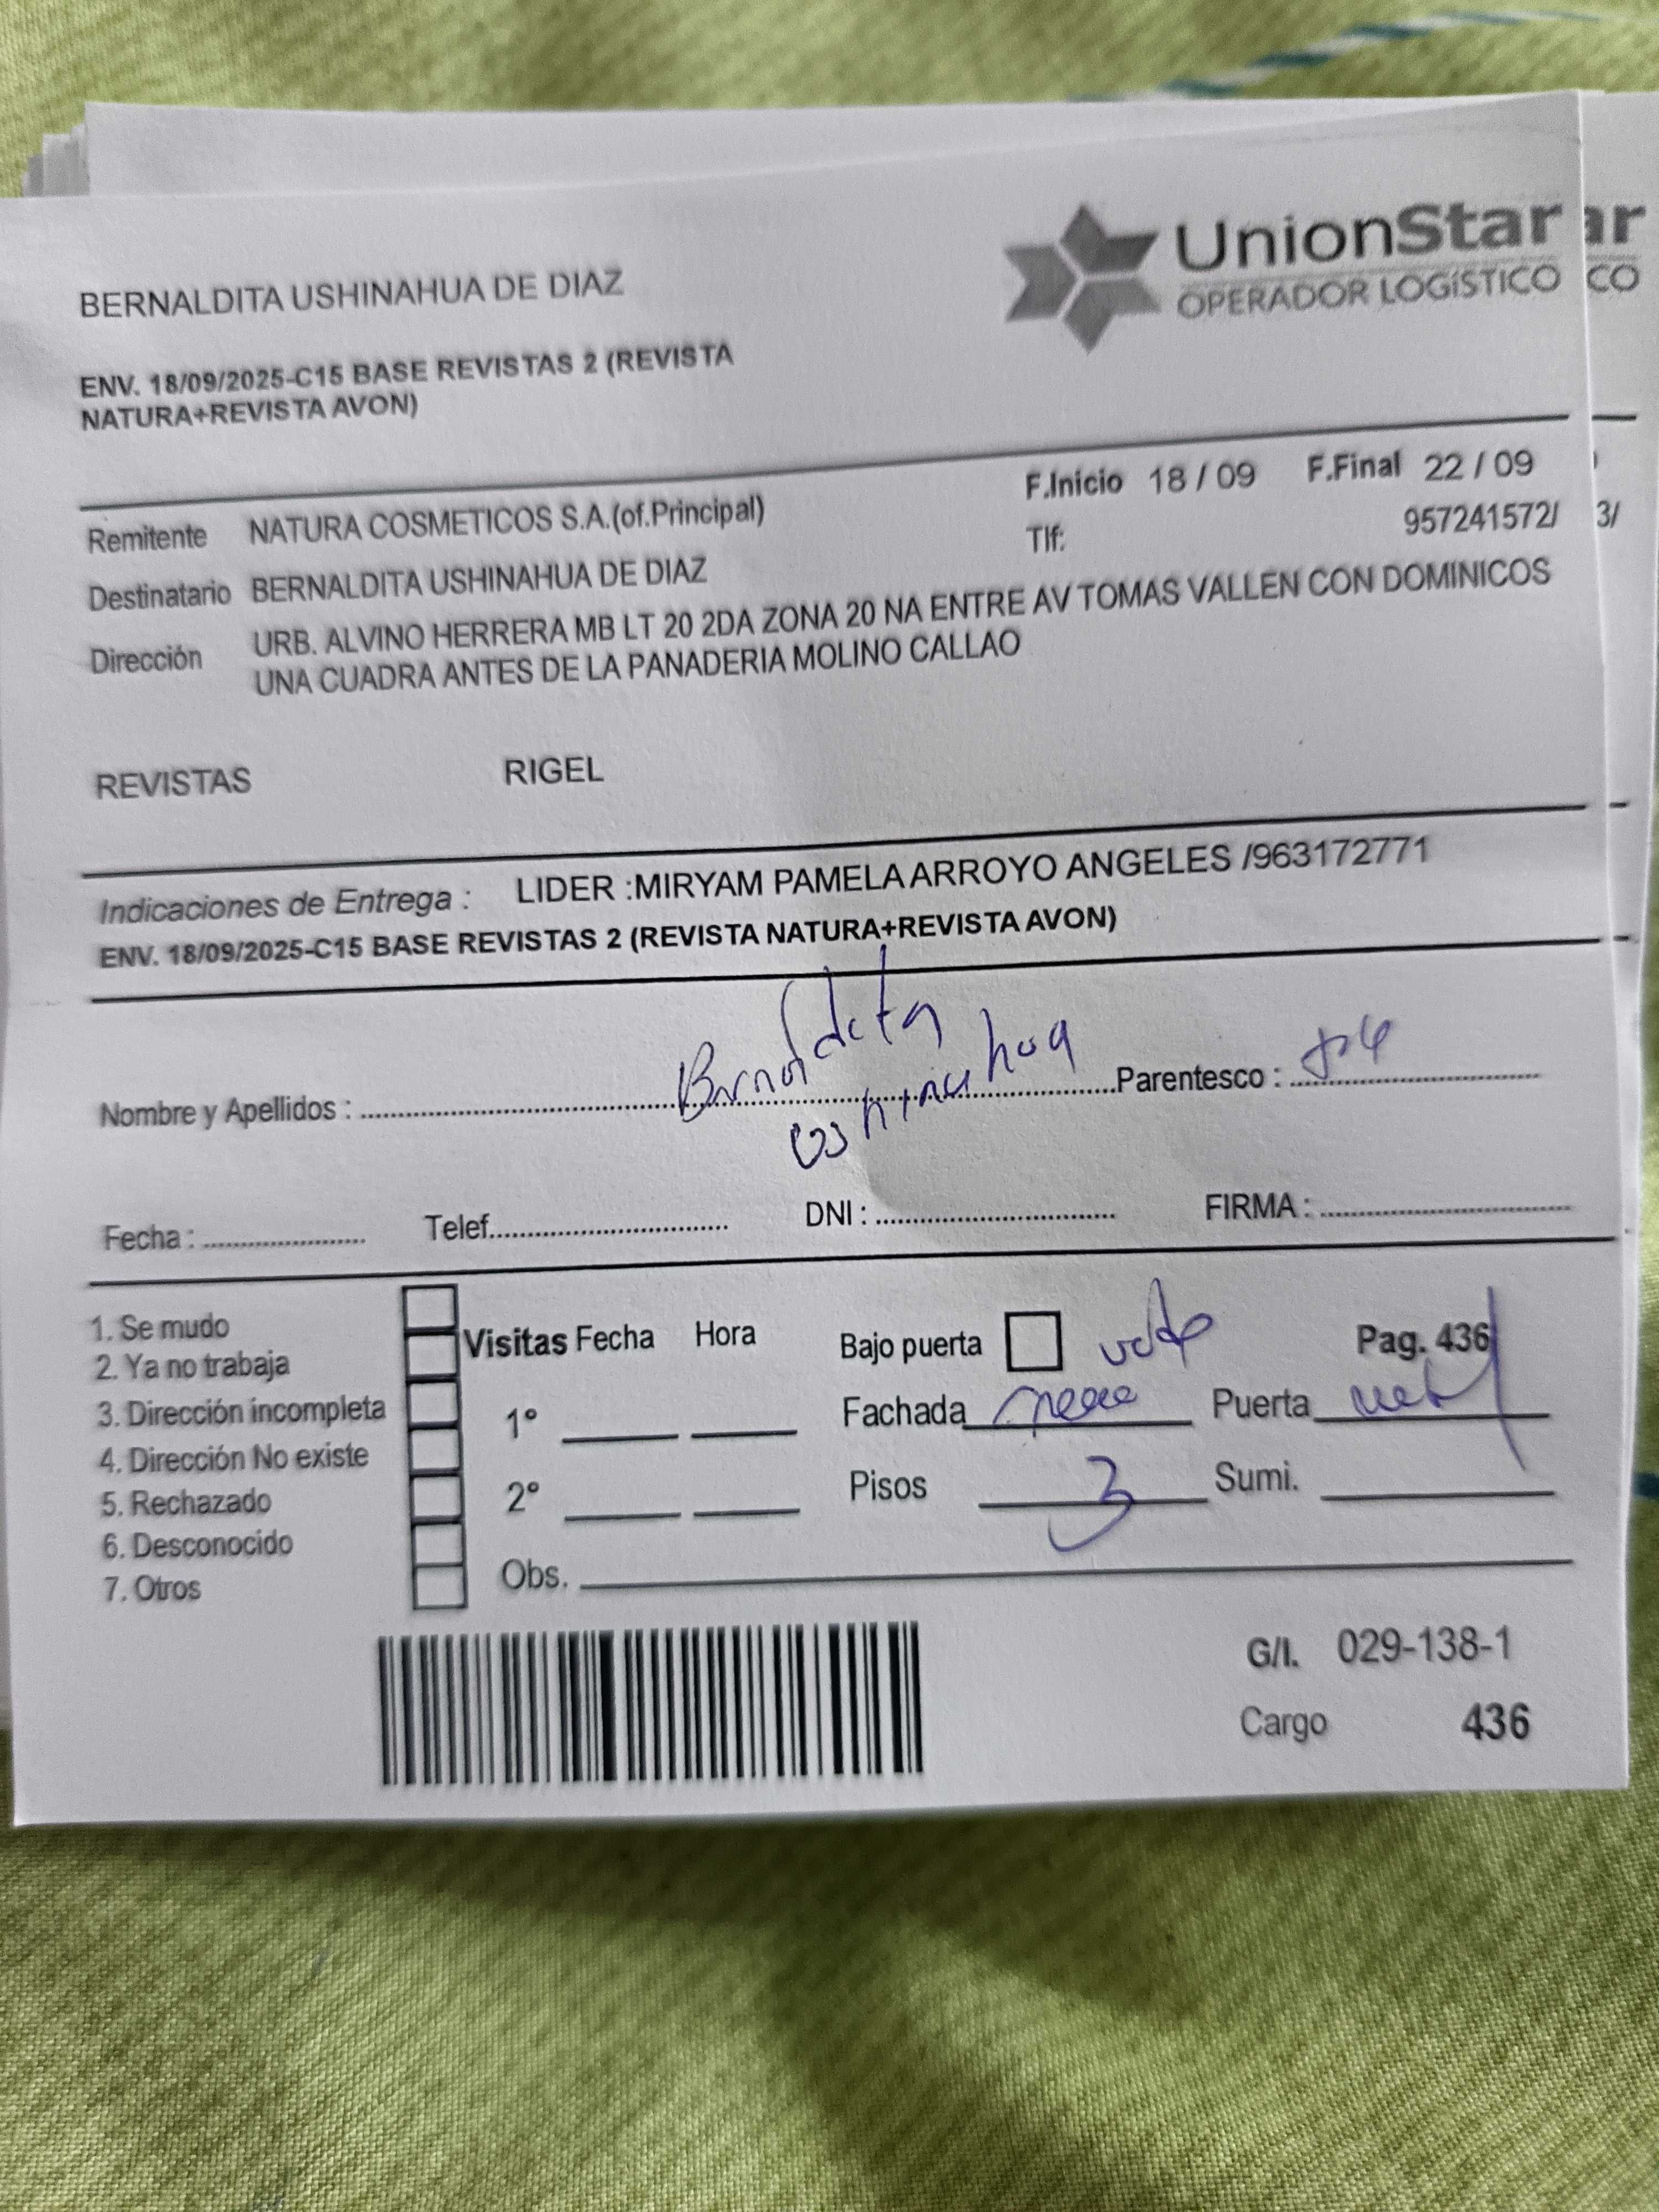 UnionStar ar
OPERADOR LOGÍSTICO CO
BERNALDITA USHINAHUA DE DIAZ
ENV. 18/09/2025-C15 BASE REVISTAS 2 (REVISTA
NATURA+REVISTA AVON)
F.Inicio 18 / 09 F.Final 22 / 09
Remitente NATURA COSMETICOS S.A.(of.Principal)
Tlf: 957241572/ 3/
Destinatario BERNALDITA USHINAHUA DE DIAZ
Dirección URB. ALVINO HERRERA MB LT 20 2DA ZONA 20 NA ENTRE AV TOMAS VALLEN CON DOMINICOS
UNA CUADRA ANTES DE LA PANADERIA MOLINO CALLAO
REVISTAS RIGEL
Indicaciones de Entrega : LIDER :MIRYAM PAMELA ARROYO ANGELES /963172771
ENV. 18/09/2025-C15 BASE REVISTAS 2 (REVISTA NATURA+REVISTA AVON)
Bernaldita
Nombre y Apellidos : Parentesco :
Fecha : Telef. DNI : FIRMA :
1. Se mudo
2. Ya no trabaja
3. Dirección incompleta
4. Dirección No existe
5. Rechazado
6. Desconocido
7. Otros
Visitas Fecha Hora
1°
2°
Obs.
Bajo puerta Pag. 436
Fachada Puerta
Pisos 3 Sumi.
G/I. 029-138-1
Cargo 436